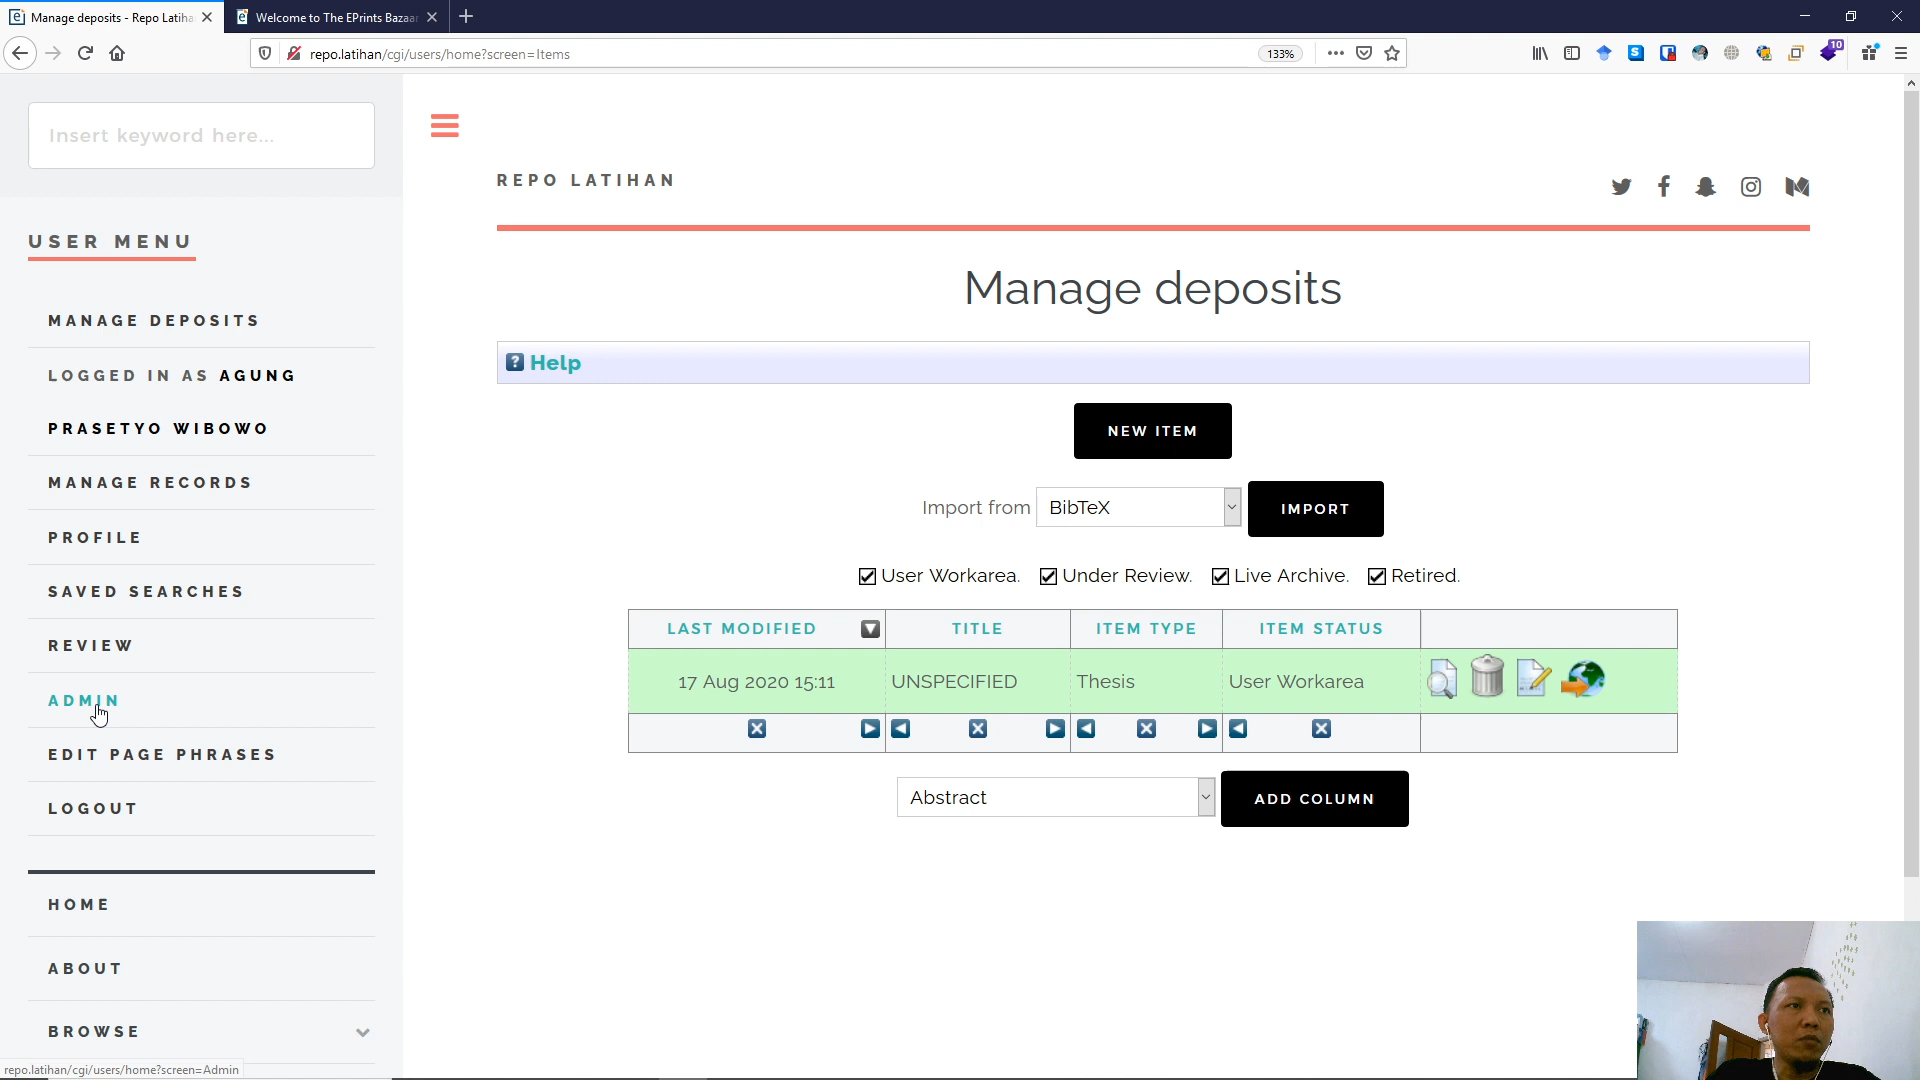 Manage deposits - Repo Latiha
Welcome to The EPrints Bazaa
repo.latihan/cgi/users/home?screen=Items
133%
10
Insert keyword here...
USER MENU
MANAGE DEPOSITS
LOGGED IN AS AGUNG
PRASETYO WIBOWO
MANAGE RECORDS
PROFILE
SAVED SEARCHES
REVIEW
ADMIN
EDIT PAGE PHRASES
LOGOUT
HOME
ABOUT
BROWSE
repo.latihan/cgi/users/home?screen=Admin
REPO LATIHAN
Manage deposits
Help
NEW ITEM
Import from BibTeX IMPORT
User Workarea. Under Review. Live Archive. Retired.
LAST MODIFIED TITLE ITEM TYPE ITEM STATUS
17 Aug 2020 15:11 UNSPECIFIED Thesis User Workarea
Abstract ADD COLUMN